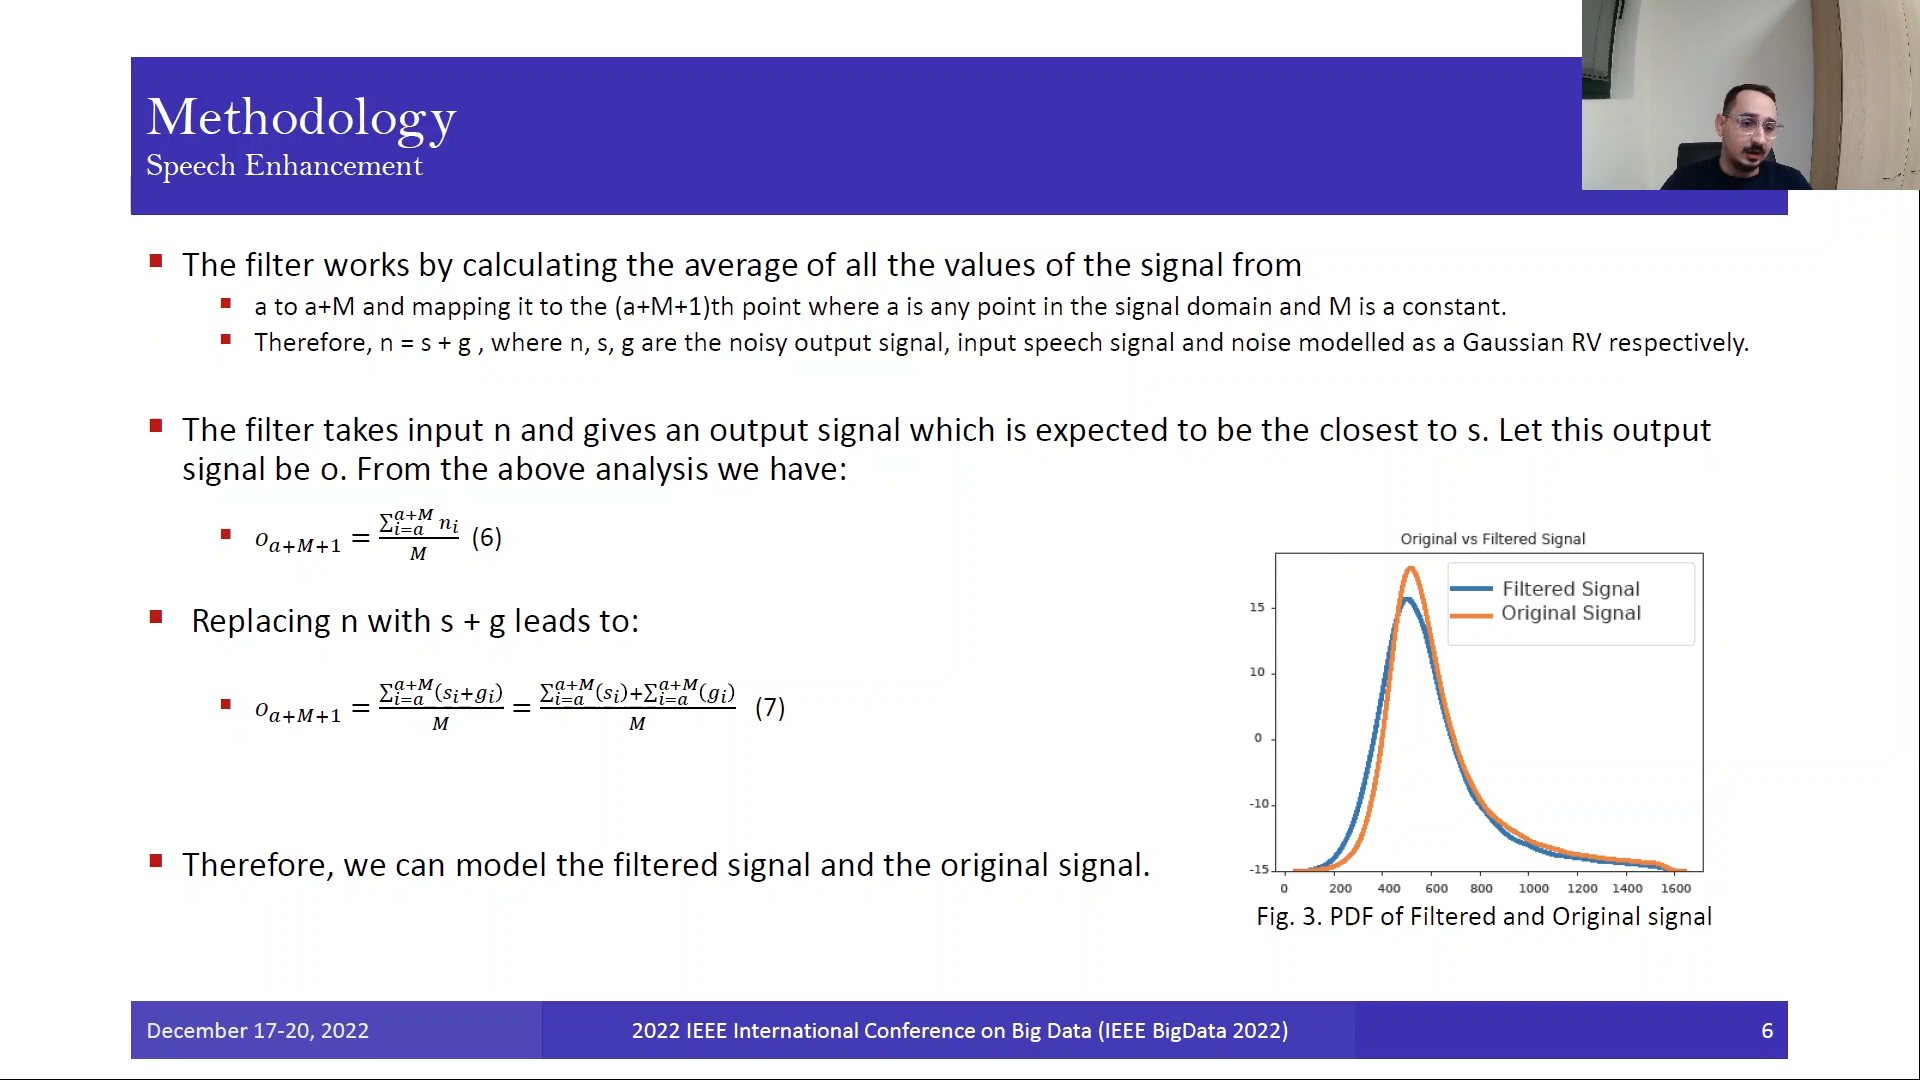 Methodology
Speech Enhancement
▪ The filter works by calculating the average of all the values of the signal from
▪ a to a+M and mapping it to the (a+M+1)th point where a is any point in the signal domain and M is a constant.
▪ Therefore, n = s + g , where n, s, g are the noisy output signal, input speech signal and noise modelled as a Gaussian RV respectively.
▪ The filter takes input n and gives an output signal which is expected to be the closest to s. Let this output
signal be o. From the above analysis we have:
▪ $o_{a+M+1} = \frac{\sum_{i=a}^{a+M} n_i}{M}$ (6)
▪ Replacing n with s + g leads to:
▪ $o_{a+M+1} = \frac{\sum_{i=a}^{a+M}(s_i+g_i)}{M} = \frac{\sum_{i=a}^{a+M}(s_i)+\sum_{i=a}^{a+M}(g_i)}{M}$ (7)
▪ Therefore, we can model the filtered signal and the original signal.
Original vs Filtered Signal
Filtered Signal
Original Signal
15
10
0
-10
-15
0 200 400 600 800 1000 1200 1400 1600
Fig. 3. PDF of Filtered and Original signal
December 17-20, 2022 2022 IEEE International Conference on Big Data (IEEE BigData 2022) 6